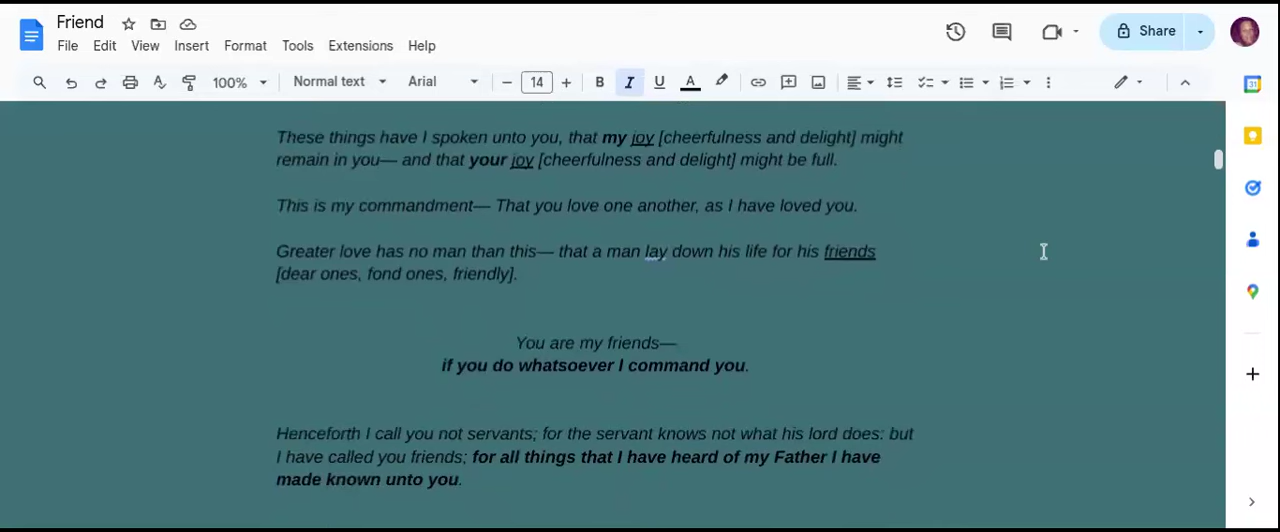 Friend
File Edit View Insert Format Tools Extensions Help
Share
100% Normal text Arial 14 B I U A
These things have I spoken unto you, that my joy [cheerfulness and delight] might
remain in you— and that your joy [cheerfulness and delight] might be full.
This is my commandment— That you love one another, as I have loved you.
Greater love has no man than this— that a man lay down his life for his friends
[dear ones, fond ones, friendly].
You are my friends—
if you do whatsoever I command you.
Henceforth I call you not servants; for the servant knows not what his lord does: but
I have called you friends; for all things that I have heard of my Father I have
made known unto you.